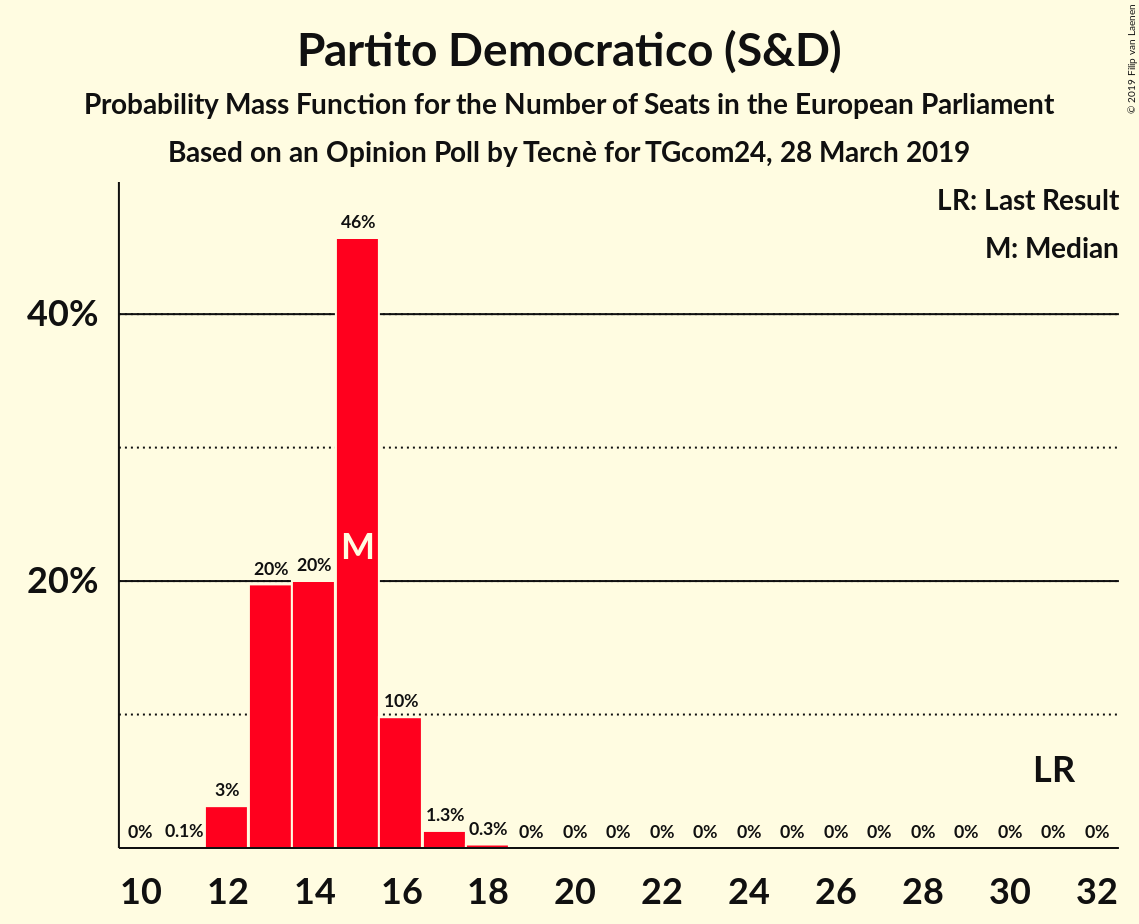 Partito Democratico (S&D)
Probability Mass Function for the Number of Seats in the European Parliament
Based on an Opinion Poll by Tecnè for TGcom24, 28 March 2019
© 2019 Filip van Laenen
LR: Last Result
M: Median
40%
20%
0% 0.1% 3% 20% 20% 46% 10% 1.3% 0.3% 0% 0% 0% 0% 0% 0% 0% 0% 0% 0% 0% 0% 0% 0%
M
LR
10 12 14 16 18 20 22 24 26 28 30 32